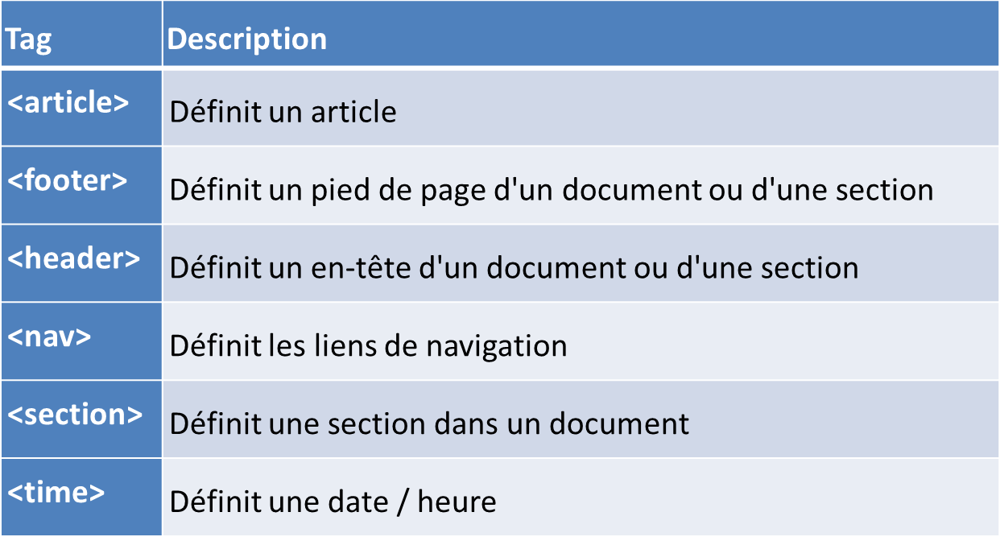 Tag Description
<article> Définit un article
<footer> Définit un pied de page d'un document ou d'une section
<header> Définit un en-tête d'un document ou d'une section
<nav> Définit les liens de navigation
<section> Définit une section dans un document
<time> Définit une date / heure